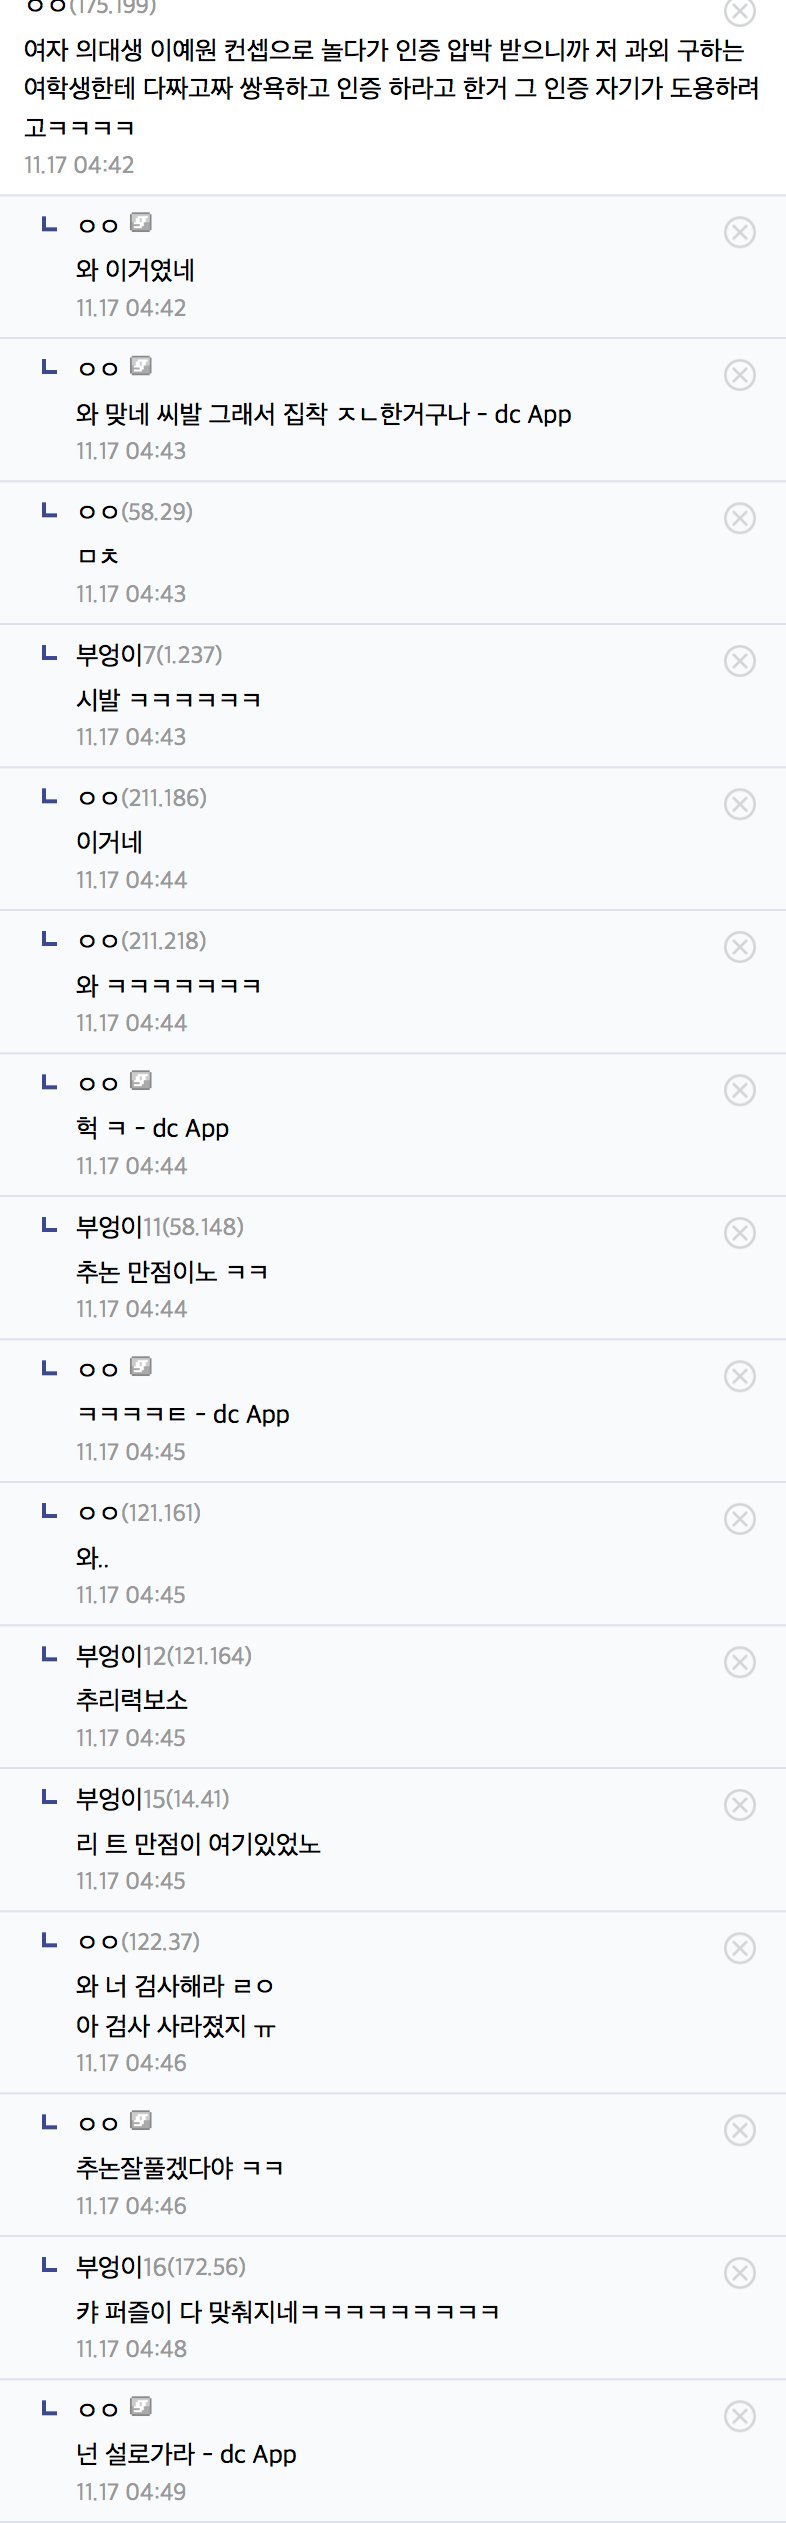 ㅇㅇ(175.199)
여자 의대생 이예원 컨셉으로 놀다가 인증 압박 받으니까 저 과외 구하는
여학생한테 다짜고짜 쌍욕하고 인증 하라고 한거 그 인증 자기가 도용하려
고ㅋㅋㅋㅋ
11.17 04:42
ㅇㅇ
와 이거였네
11.17 04:42
ㅇㅇ
와 맞네 씨발 그래서 집착 ㅈㄴ한거구나 - dc App
11.17 04:43
ㅇㅇ(58.29)
ㅁㅊ
11.17 04:43
부엉이7(1.237)
시발 ㅋㅋㅋㅋㅋㅋ
11.17 04:43
ㅇㅇ(211.186)
이거네
11.17 04:44
ㅇㅇ(211.218)
와 ㅋㅋㅋㅋㅋㅋㅋ
11.17 04:44
ㅇㅇ
헉 ㅋ - dc App
11.17 04:44
부엉이11(58.148)
추논 만점이노 ㅋㅋ
11.17 04:44
ㅇㅇ
ㅋㅋㅋㅋㅌ - dc App
11.17 04:45
ㅇㅇ(121.161)
와..
11.17 04:45
부엉이12(121.164)
추리력보소
11.17 04:45
부엉이15(14.41)
리 트 만점이 여기있었노
11.17 04:45
ㅇㅇ(122.37)
와 너 검사해라 ㄹㅇ
아 검사 사라졌지 ㅠ
11.17 04:46
ㅇㅇ
추논잘풀겠다야 ㅋㅋ
11.17 04:46
부엉이16(172.56)
캬 퍼즐이 다 맞춰지네ㅋㅋㅋㅋㅋㅋㅋㅋㅋ
11.17 04:48
ㅇㅇ
넌 설로가라 - dc App
11.17 04:49